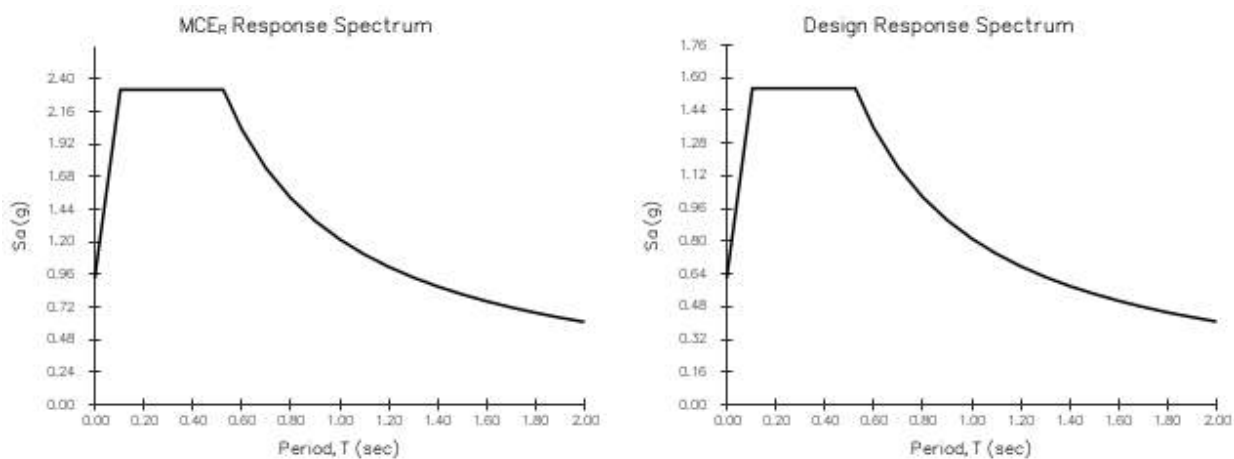 MCER Response Spectrum
2.40
2.16
1.92
1.68
1.44
1.20
0.96
0.72
0.48
0.24
0.00
Sa (g)
0.00 0.20 0.40 0.60 0.80 1.00 1.20 1.40 1.60 1.80 2.00
Period, T (sec)
Design Response Spectrum
1.76
1.60
1.44
1.28
1.12
0.96
0.80
0.64
0.48
0.32
0.16
0.00
Sa (g)
0.00 0.20 0.40 0.60 0.80 1.00 1.20 1.40 1.60 1.80 2.00
Period, T (sec)